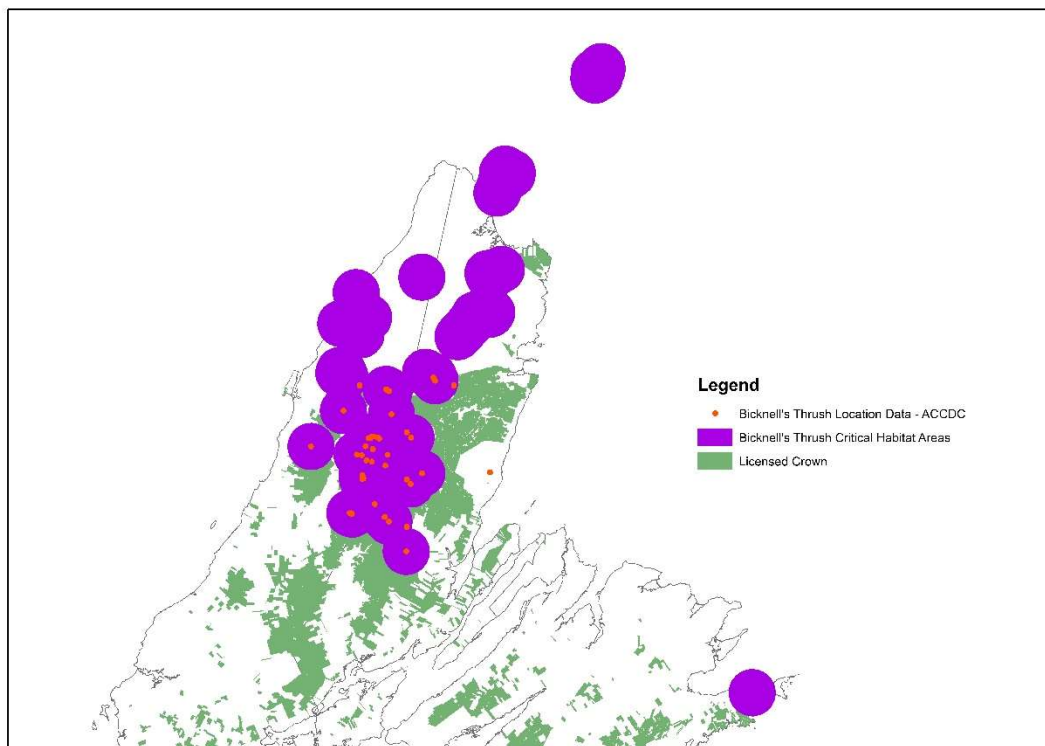 Legend
Bicknell's Thrush Location Data - ACCDC
Bicknell's Thrush Critical Habitat Areas
Licensed Crown